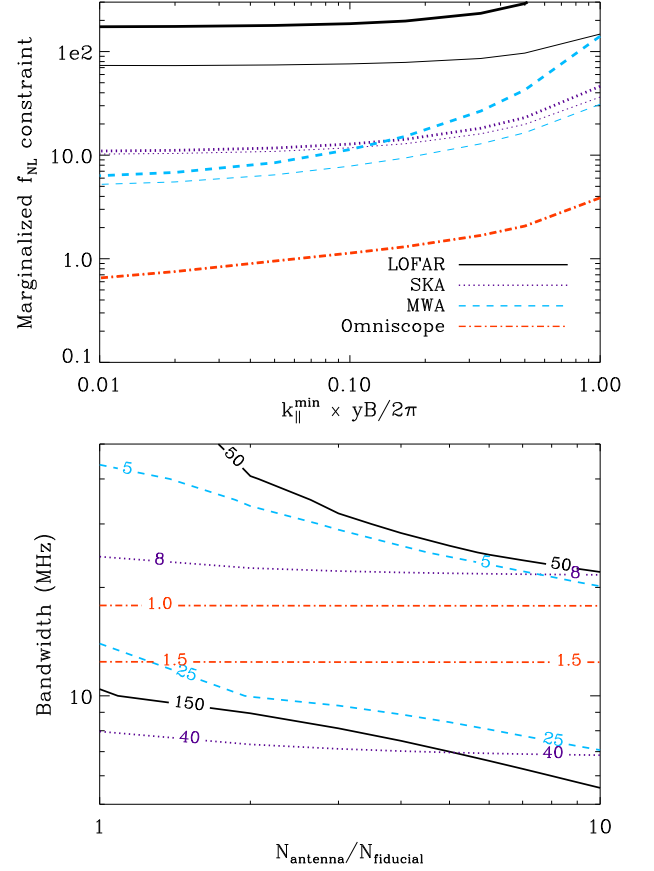 Marginalized f_NL constraint
1e2
10.0
1.0
0.1
LOFAR
SKA
MWA
Omniscope
0.01 0.10 1.00
k_∥^min × yB/2π
Bandwidth (MHz)
50
5
5
50
8
8
1.0
1.5
1.5
25
10
150
40
25
40
1 10
N_antenna/N_fiducial